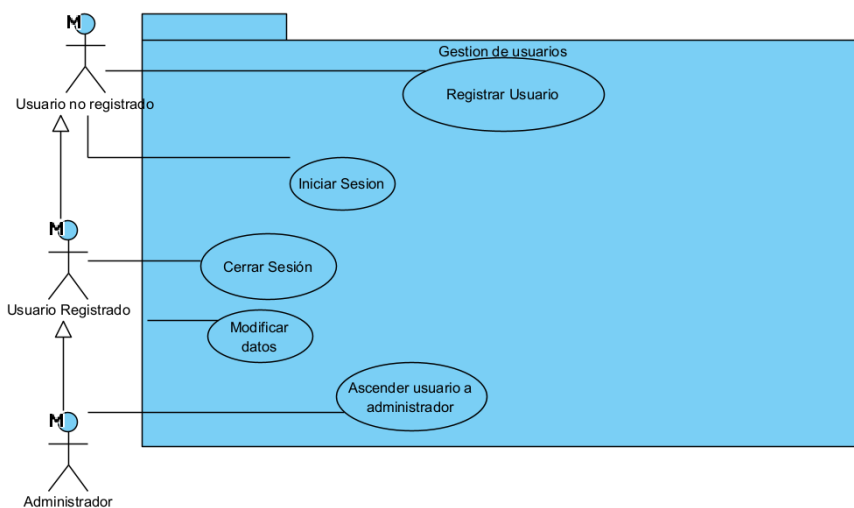 M
Gestion de usuarios
Registrar Usuario
Usuario no registrado
Iniciar Sesion
M
Cerrar Sesión
Usuario Registrado
Modificar
datos
Ascender usuario a
administrador
M
Administrador